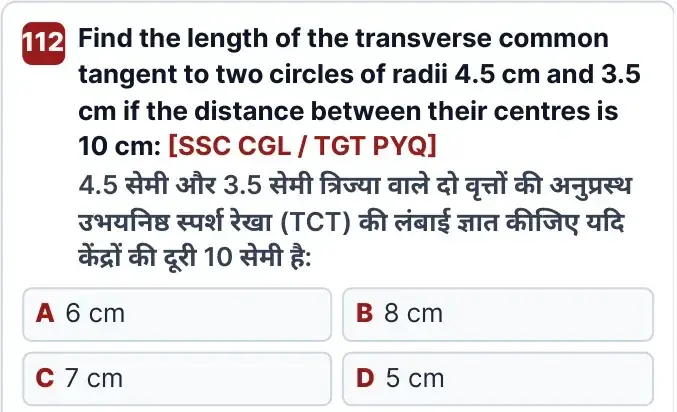 112 Find the length of the transverse common
tangent to two circles of radii 4.5 cm and 3.5
cm if the distance between their centres is
10 cm: [SSC CGL / TGT PYQ]
4.5 सेमी और 3.5 सेमी त्रिज्या वाले दो वृत्तों की अनुप्रस्थ
उभयनिष्ठ स्पर्श रेखा (TCT) की लंबाई ज्ञात कीजिए यदि
केंद्रों की दूरी 10 सेमी है:
A 6 cm
B 8 cm
C 7 cm
D 5 cm